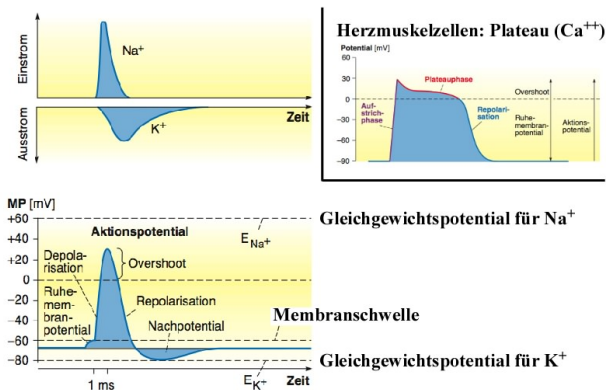 Einstrom
Na⁺
Ausstrom
K⁺
Zeit
Herzmuskelzellen: Plateau (Ca⁺⁺)
Potential [mV]
60
30
0
-30
-60
-90
Plateauphase
Auf-
strich-
phase
Repolari-
sation
Overshoot
Ruhe-
membran-
potential
Aktions-
potential
MP [mV]
+60
+40
+20
0
-20
-40
-60
-80
Aktionspotential
E Na⁺
Depola-
risation
Overshoot
Ruhe-
mem-
bran-
potential
Repolarisation
Nachpotential
1 ms
E K⁺
Zeit
Gleichgewichtspotential für Na⁺
Membranschwelle
Gleichgewichtspotential für K⁺